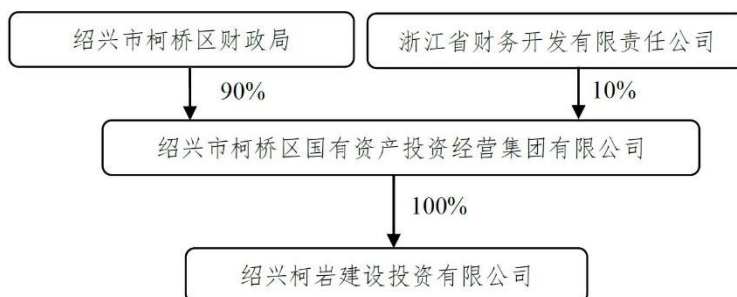 绍兴市柯桥区财政局
浙江省财务开发有限责任公司
90%
10%
绍兴市柯桥区国有资产投资经营集团有限公司
100%
绍兴柯岩建设投资有限公司